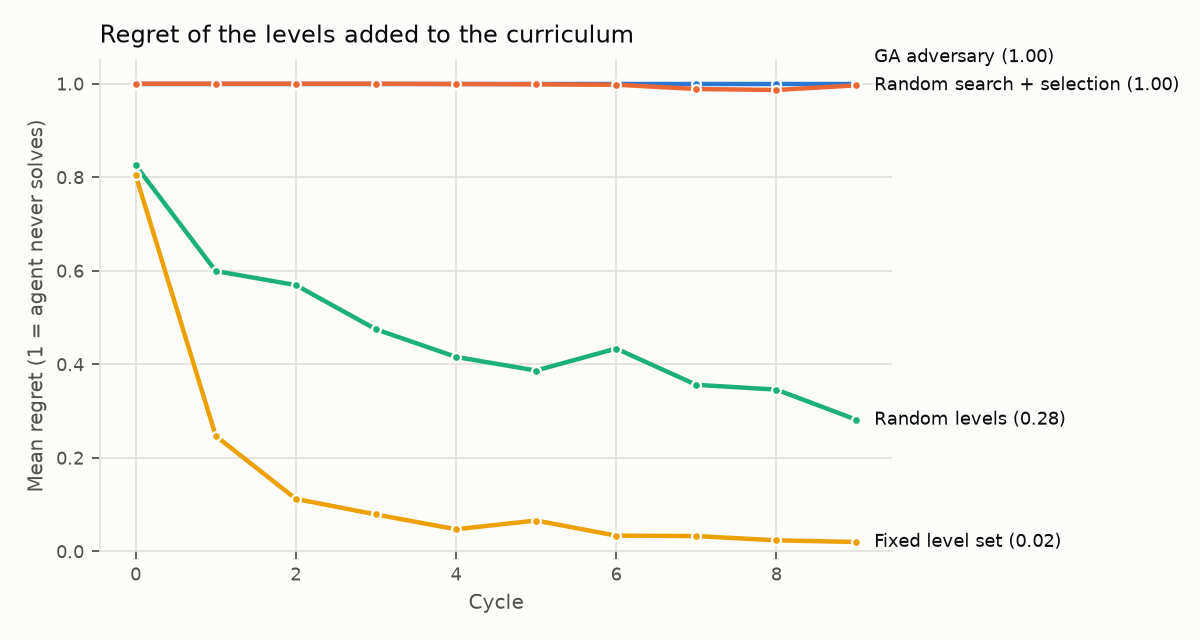 Regret of the levels added to the curriculum
GA adversary (1.00)
Random search + selection (1.00)
Random levels (0.28)
Fixed level set (0.02)
Mean regret (1 = agent never solves)
1.0
0.8
0.6
0.4
0.2
0.0
0 2 4 6 8
Cycle